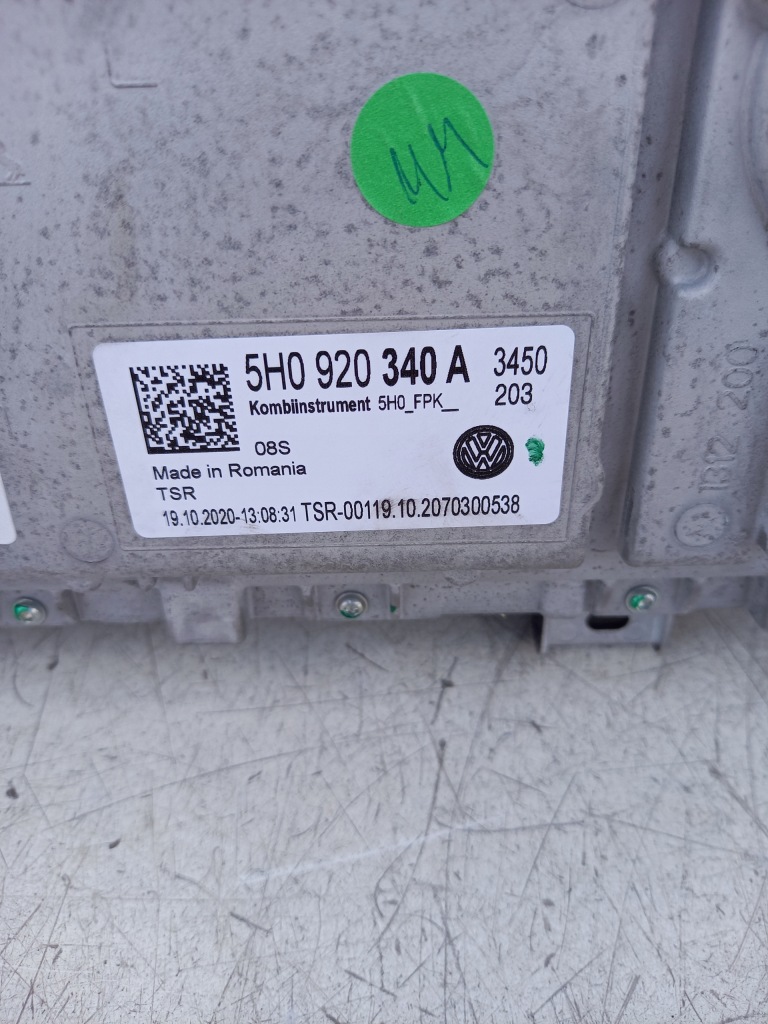 5H0 920 340 A 3450
Kombiinstrument 5H0_FPK__ 203
08S
Made in Romania
TSR
19.10.2020-13:08:31 TSR-00119.10.2070300538